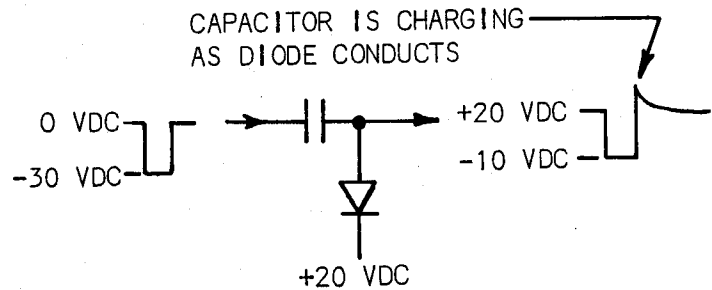 CAPACITOR IS CHARGING
AS DIODE CONDUCTS
0 VDC
-30 VDC
+20 VDC
-10 VDC
+20 VDC